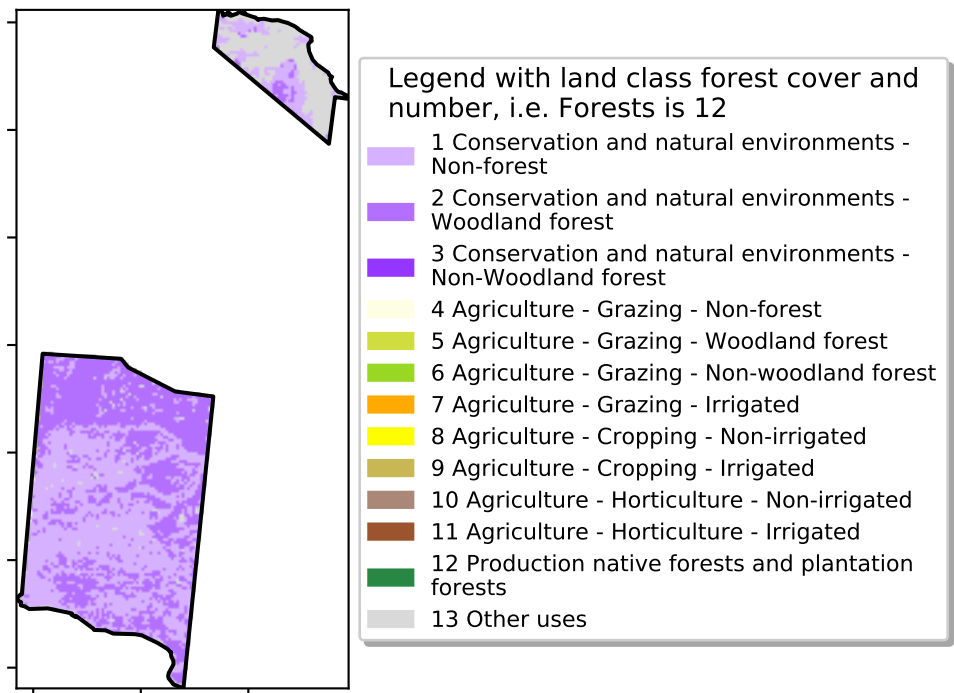 Legend with land class forest cover and
number, i.e. Forests is 12
1 Conservation and natural environments -
Non-forest
2 Conservation and natural environments -
Woodland forest
3 Conservation and natural environments -
Non-Woodland forest
4 Agriculture - Grazing - Non-forest
5 Agriculture - Grazing - Woodland forest
6 Agriculture - Grazing - Non-woodland forest
7 Agriculture - Grazing - Irrigated
8 Agriculture - Cropping - Non-irrigated
9 Agriculture - Cropping - Irrigated
10 Agriculture - Horticulture - Non-irrigated
11 Agriculture - Horticulture - Irrigated
12 Production native forests and plantation
forests
13 Other uses